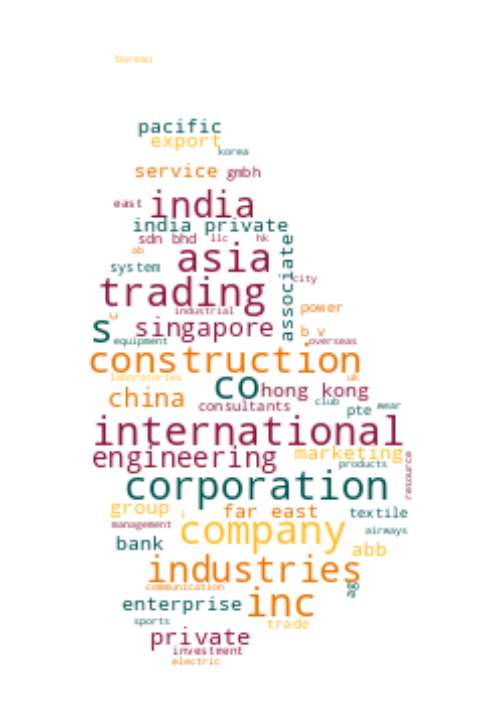 bureau
pacific
export
korea
service gmbh
east india
india private
sdn bhd llc hk
ab asia
system
associate
city
trading
industrial
power
c
s singapore b v
equipment overseas
construction
laboratories uk
co hong kong
china
consultants club wear
pte
international
engineering marketing
products
resource
corporation
group i far east textile
management company airways
bank abb
industries
communication ag
enterprise inc
sports trade
private
investment
electric